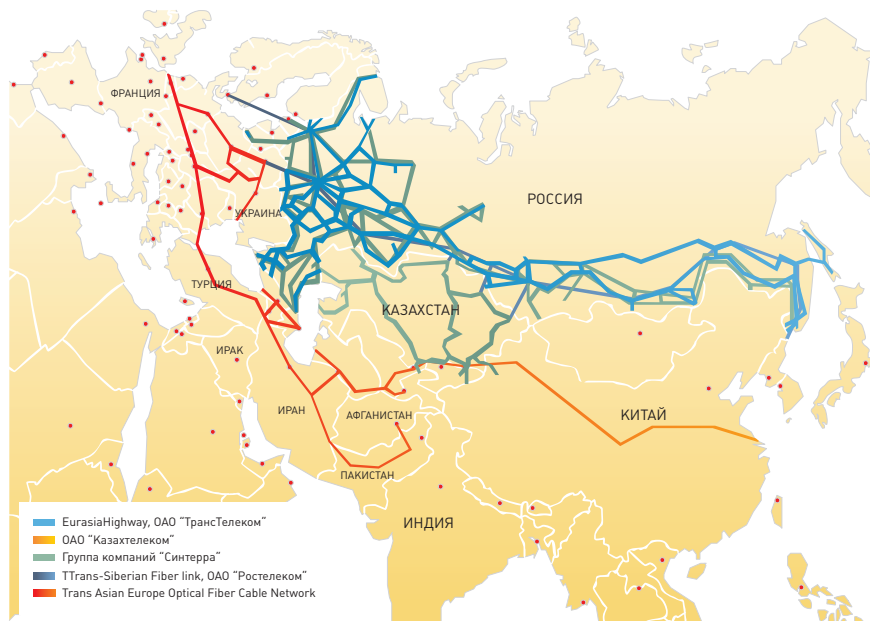 ФРАНЦИЯ
РОССИЯ
УКРАИНА
ТУРЦИЯ
КАЗАХСТАН
ИРАК
ИРАН
АФГАНИСТАН
КИТАЙ
ПАКИСТАН
ИНДИЯ
EurasiaHighway, ОАО “ТрансТелеком”
ОАО “Казахтелеком”
Группа компаний “Синтерра”
TTrans-Siberian Fiber link, ОАО “Ростелеком”
Trans Asian Europe Optical Fiber Cable Network